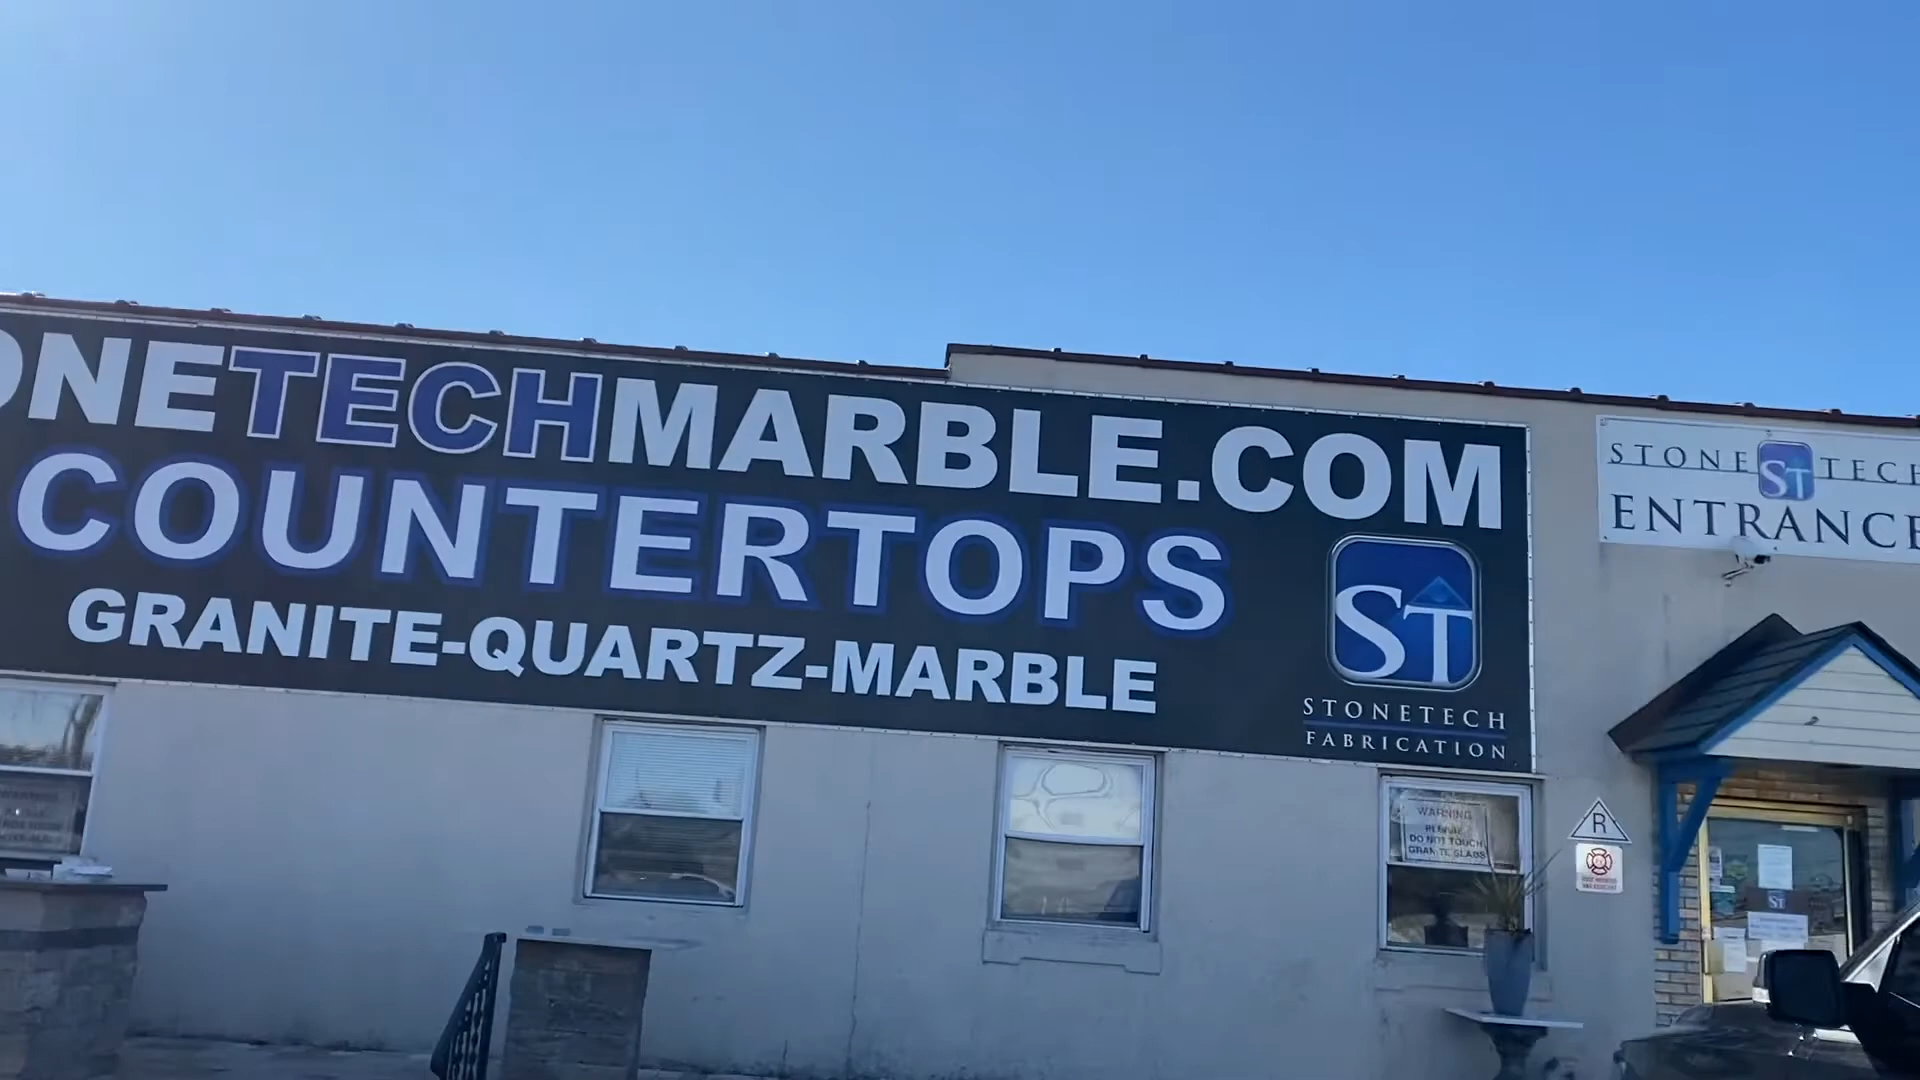 ONETECHMARBLE.COM
COUNTERTOPS
GRANITE-QUARTZ-MARBLE
ST
STONETECH
FABRICATION
STONE ST TECH
ENTRANCE
WARNING
PLEASE
DO NOT TOUCH
GRANITE SLABS
R
ST